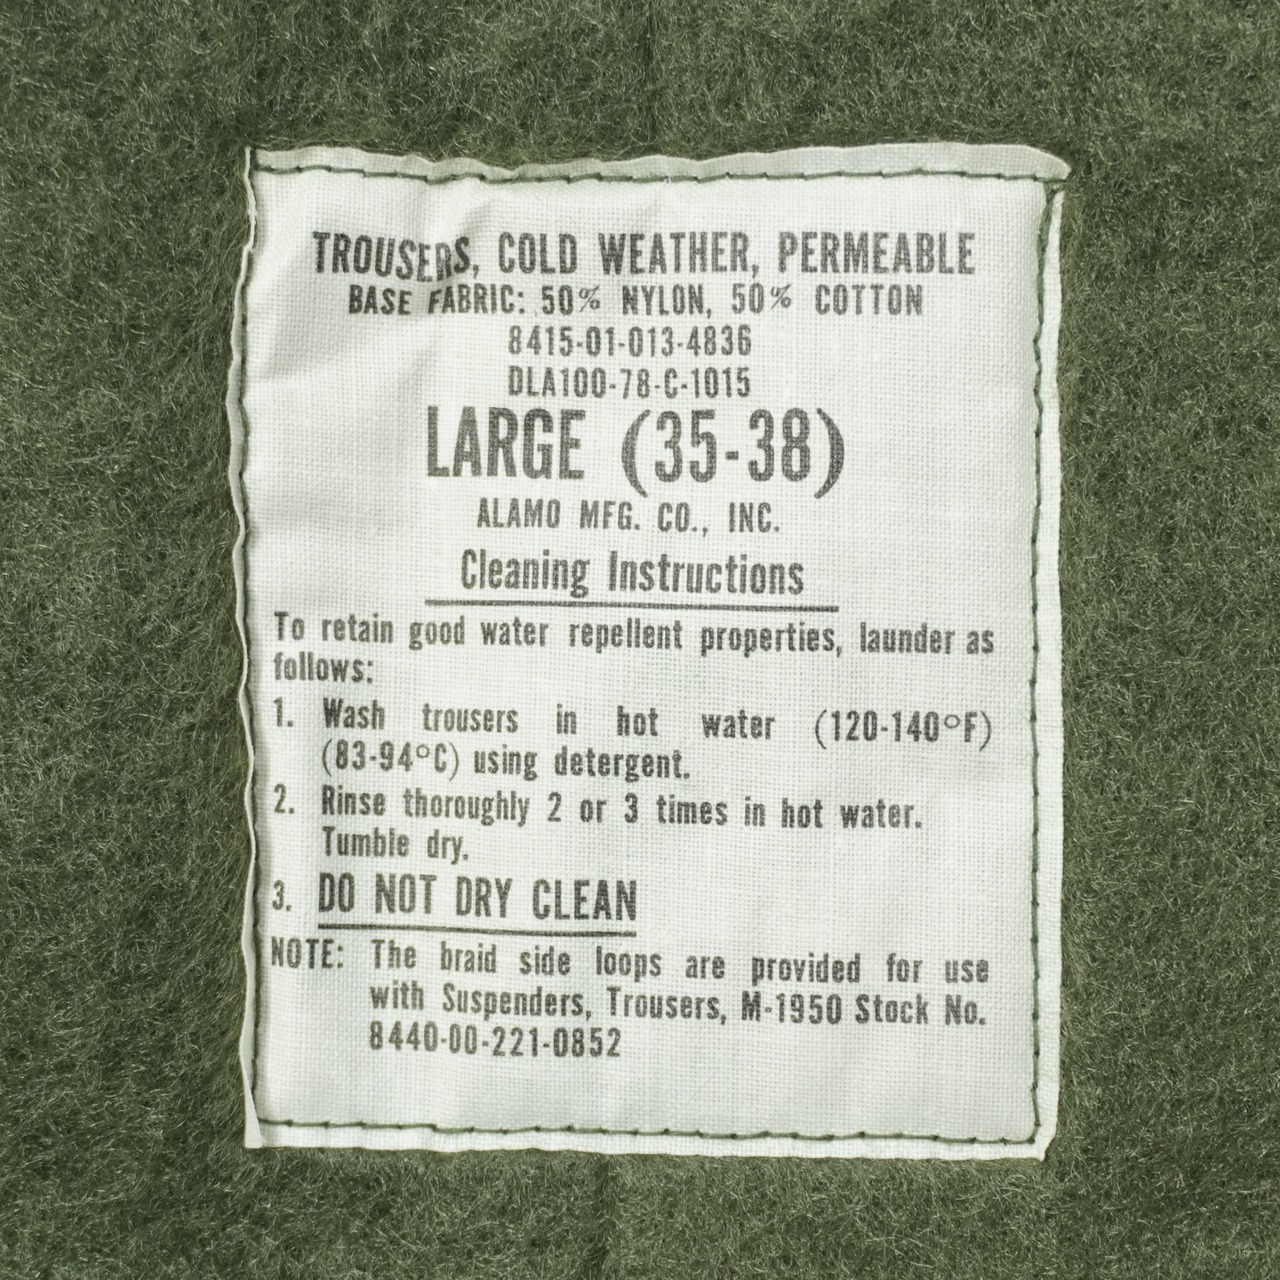 TROUSERS, COLD WEATHER, PERMEABLE
BASE FABRIC: 50% NYLON, 50% COTTON
8415-01-013-4836
DLA100-78-C-1015
LARGE (35-38)
ALAMO MFG. CO., INC.
Cleaning Instructions
To retain good water repellent properties, launder as
follows:
1. Wash trousers in hot water (120-140°F)
(83-94°C) using detergent.
2. Rinse thoroughly 2 or 3 times in hot water.
Tumble dry.
3. DO NOT DRY CLEAN
NOTE: The braid side loops are provided for use
with Suspenders, Trousers, M-1950 Stock No.
8440-00-221-0852